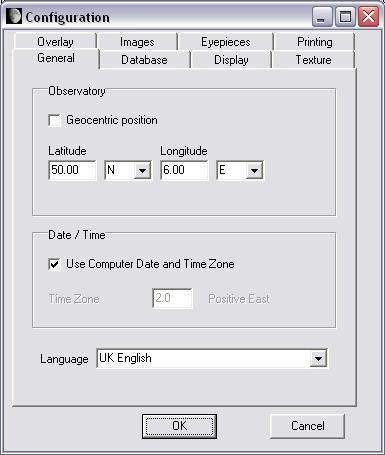 Configuration
Overlay Images Eyepieces Printing
General Database Display Texture
Observatory
Geocentric position
Latitude Longitude
50.00 N 6.00 E
Date / Time
Use Computer Date and Time Zone
Time Zone 2.0 Positive East
Language UK English
OK Cancel